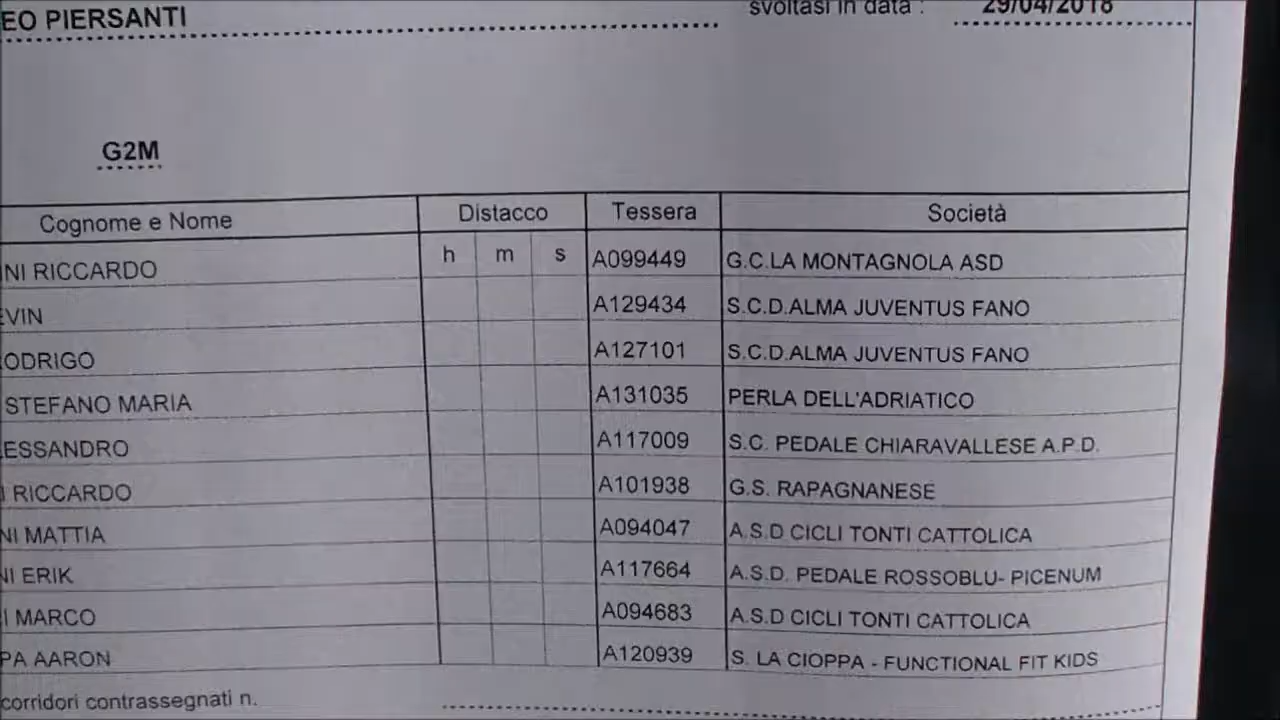 EO PIERSANTI svoltasi in data : 29/04/2018
G2M
Cognome e Nome Distacco Tessera Società
h m s
NI RICCARDO A099449 G.C.LA MONTAGNOLA ASD
EVIN A129434 S.C.D.ALMA JUVENTUS FANO
ODRIGO A127101 S.C.D.ALMA JUVENTUS FANO
STEFANO MARIA A131035 PERLA DELL'ADRIATICO
ESSANDRO A117009 S.C. PEDALE CHIARAVALLESE A.P.D.
I RICCARDO A101938 G.S. RAPAGNANESE
NI MATTIA A094047 A.S.D CICLI TONTI CATTOLICA
NI ERIK A117664 A.S.D. PEDALE ROSSOBLU- PICENUM
I MARCO A094683 A.S.D CICLI TONTI CATTOLICA
PA AARON A120939 S. LA CIOPPA - FUNCTIONAL FIT KIDS
corridori contrassegnati n.